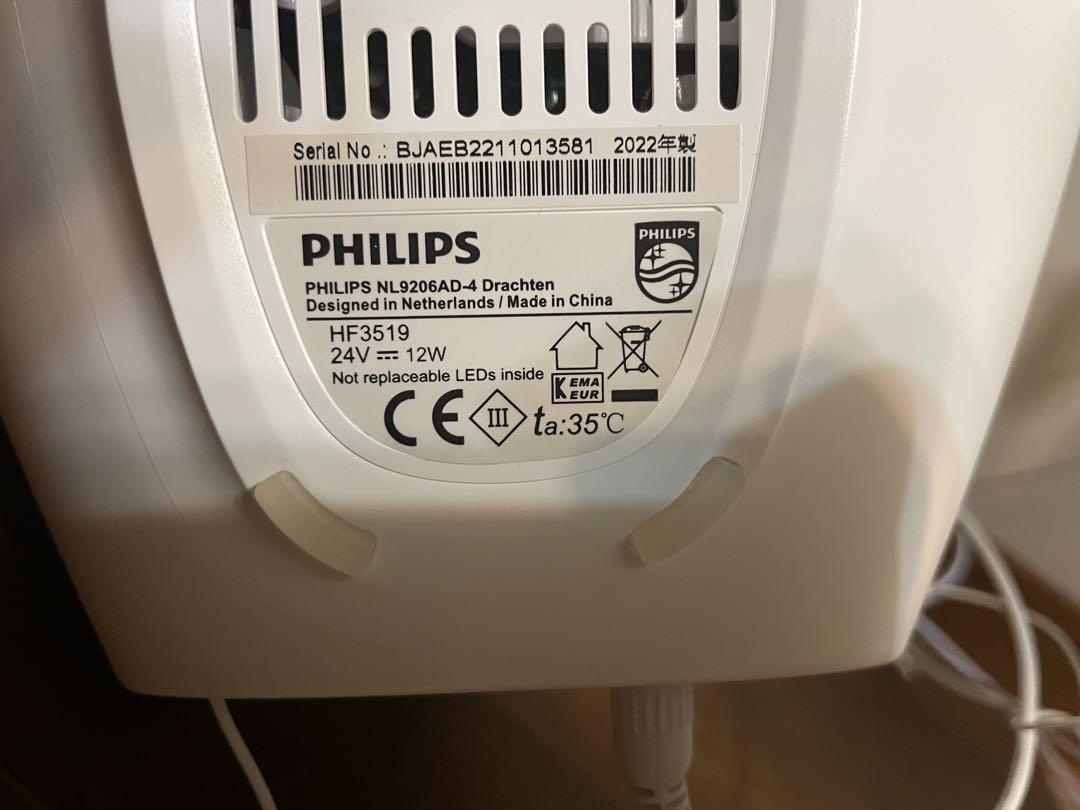 Serial No .: BJAEB2211013581 2022年製
PHILIPS
PHILIPS
PHILIPS NL9206AD-4 Drachten
Designed in Netherlands / Made in China
HF3519
24V ⎓ 12W
Not replaceable LEDs inside
KEMA
EUR
CE III ta:35℃